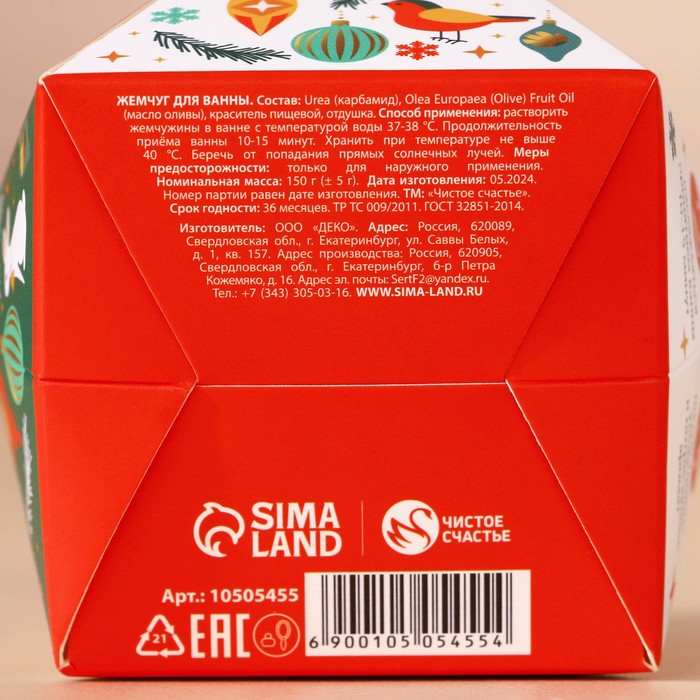 ЖЕМЧУГ ДЛЯ ВАННЫ. Состав: Urea (карбамид), Olea Europaea (Olive) Fruit Oil
(масло оливы), краситель пищевой, отдушка. Способ применения: растворить
жемчужины в ванне с температурой воды 37-38 °С. Продолжительность
приёма ванны 10-15 минут. Хранить при температуре не выше
40 °С. Беречь от попадания прямых солнечных лучей. Меры
предосторожности: только для наружного применения.
Номинальная масса: 150 г (± 5 г). Дата изготовления: 05.2024.
Номер партии равен дате изготовления. ТМ: «Чистое счастье».
Срок годности: 36 месяцев. ТР ТС 009/2011. ГОСТ 32851-2014.
Изготовитель: ООО «ДЕКО». Адрес: Россия, 620089,
Свердловская обл., г. Екатеринбург, ул. Саввы Белых,
д. 1, кв. 157. Адрес производства: Россия, 620905,
Свердловская обл., г. Екатеринбург, б-р Петра
Кожемяко, д. 16. Адрес эл. почты: SertF2@yandex.ru.
Тел.: +7 (343) 305-03-16. WWW.SIMA-LAND.RU
SIMA
LAND
ЧИСТОЕ
СЧАСТЬЕ
Арт.: 10505455
21
EAC
6 900105 054554